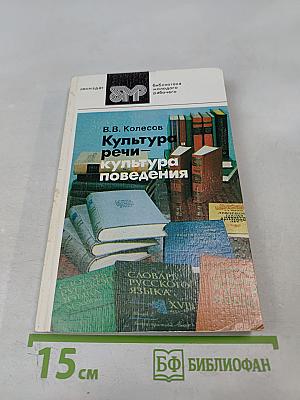 лениздат
БМР
библиотека
молодого
рабочего
В.В. Колесов
Культура
речи—
культура
поведения
СЛОВАРЬ
РУССКОГО
ЯЗЫКА
XVIII
15 см
БФ БИБЛИОФАН